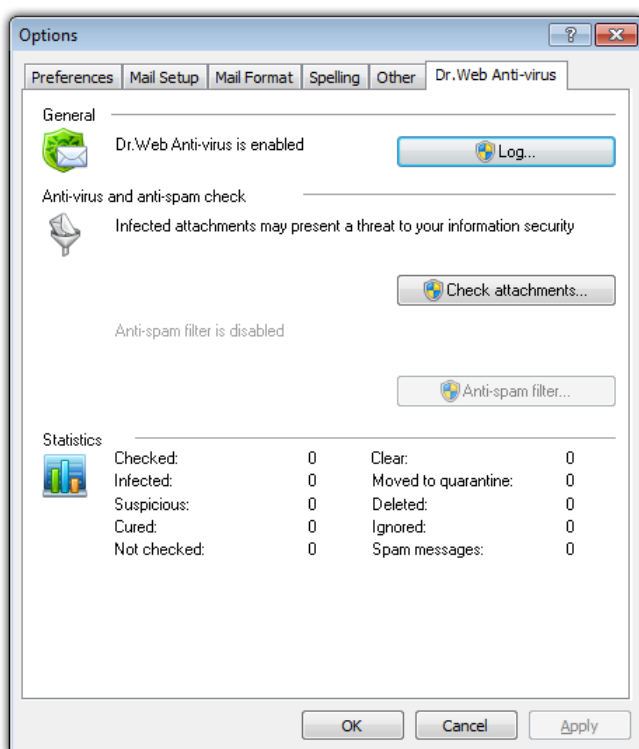 Options
Preferences Mail Setup Mail Format Spelling Other Dr.Web Anti-virus
General
Dr.Web Anti-virus is enabled
Log...
Anti-virus and anti-spam check
Infected attachments may present a threat to your information security
Check attachments...
Anti-spam filter is disabled
Anti-spam filter...
Statistics
Checked: 0 Clear: 0
Infected: 0 Moved to quarantine: 0
Suspicious: 0 Deleted: 0
Cured: 0 Ignored: 0
Not checked: 0 Spam messages: 0
OK Cancel Apply